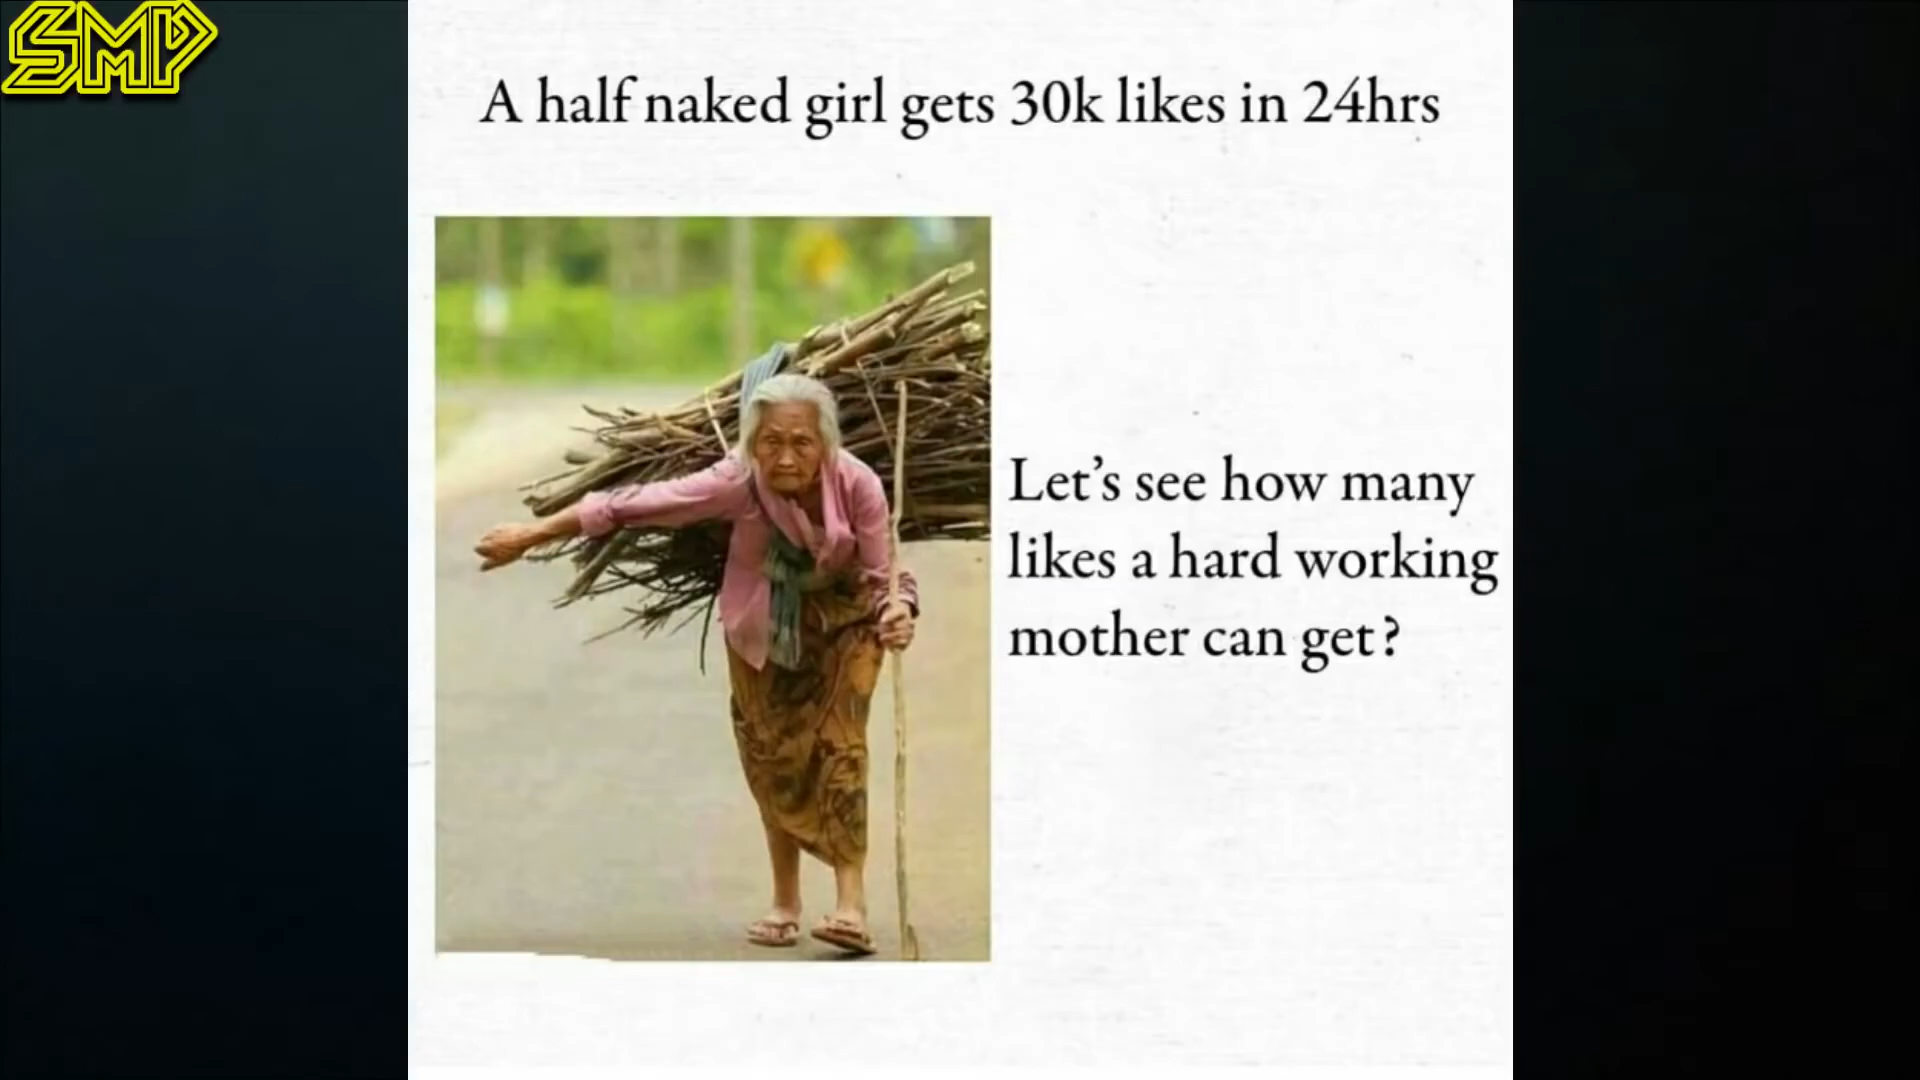 SMP
A half naked girl gets 30k likes in 24hrs
Let's see how many
likes a hard working
mother can get?